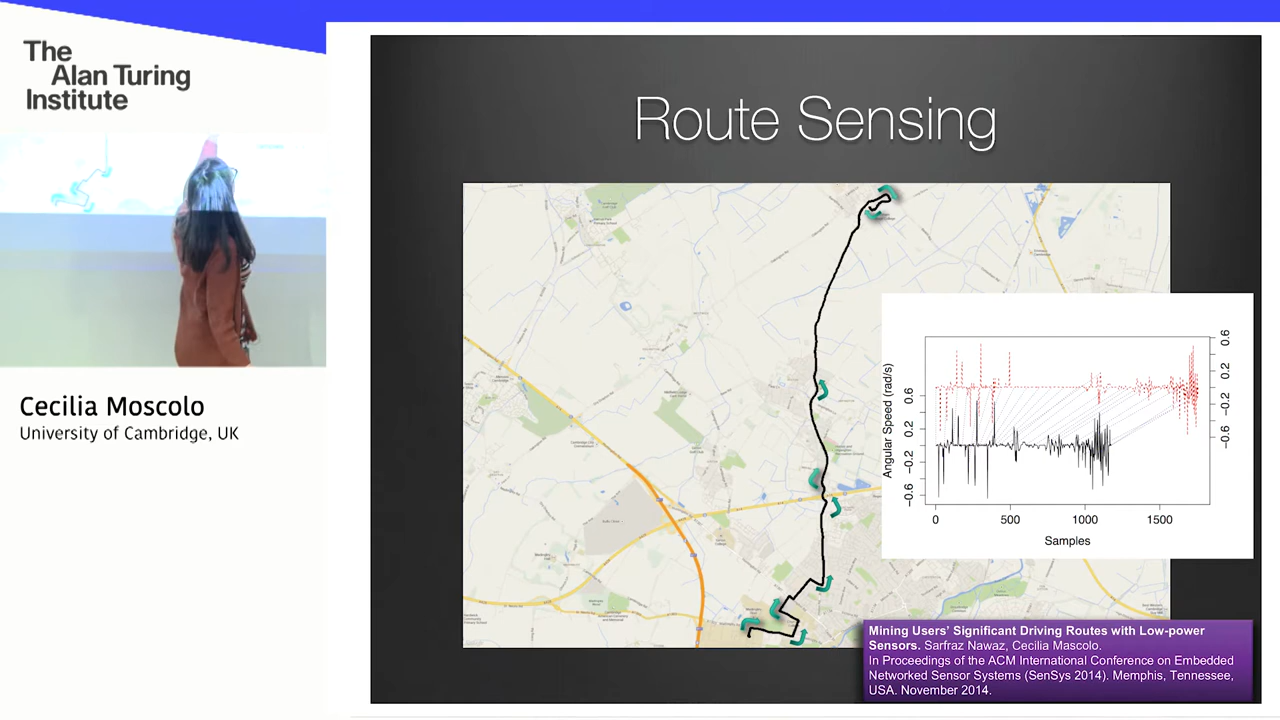 The
Alan Turing
Institute
Cecilia Moscolo
University of Cambridge, UK
Route Sensing
Angular Speed (rad/s)
0.6
0.2
-0.2
-0.6
0.6
0.2
-0.2
-0.6
0
500
1000
1500
Samples
Mining Users' Significant Driving Routes with Low-power
Sensors. Sarfraz Nawaz, Cecilia Mascolo.
In Proceedings of the ACM International Conference on Embedded
Networked Sensor Systems (SenSys 2014). Memphis, Tennessee,
USA. November 2014.